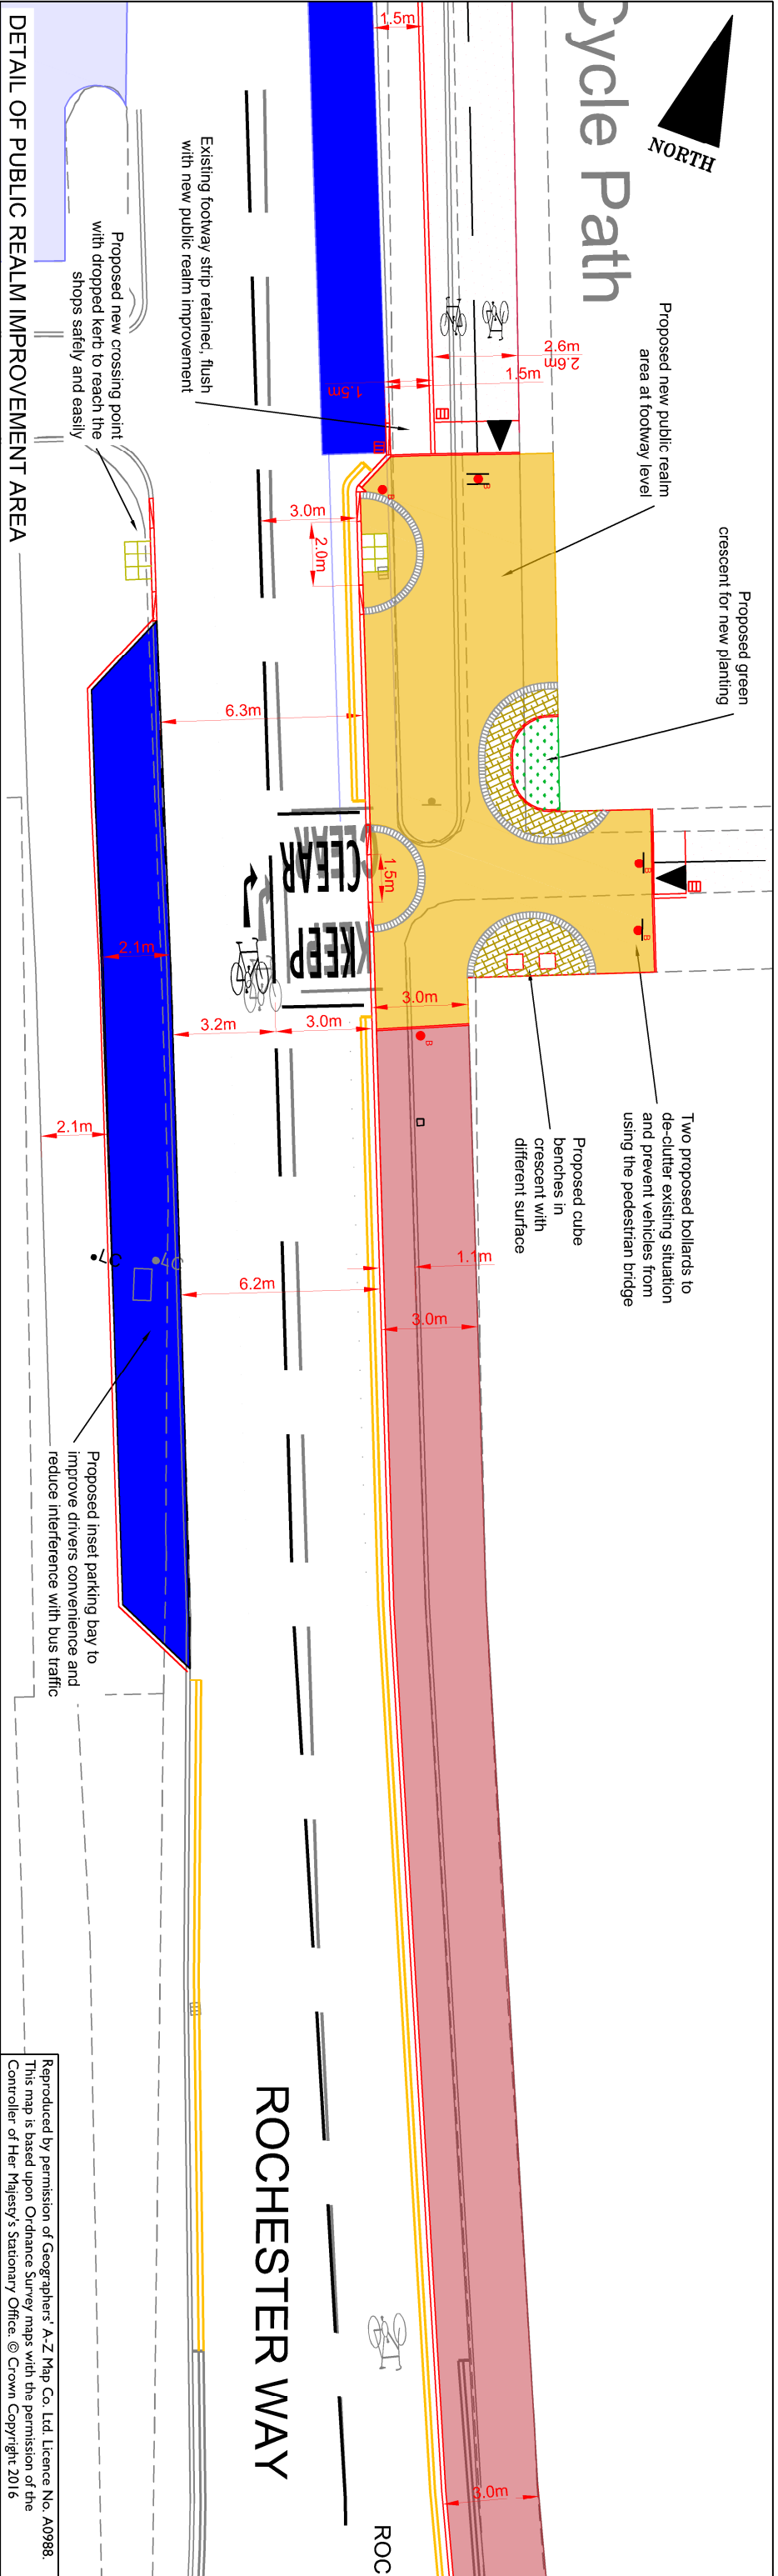 Cycle Path
NORTH
1.5m
Existing footway strip retained, flush
with new public realm improvement
Proposed new crossing point
with dropped kerb to reach the
shops safely and easily
DETAIL OF PUBLIC REALM IMPROVEMENT AREA
Proposed new public realm
area at footway level
2.6m
2.6m
1.5m
1.5m
Proposed green
crescent for new planting
3.0m
2.0m
6.3m
B
B
B
B
B
KEEP
CLEAR
KEEP
CLEAR
1.5m
2.1m
3.2m
3.0m
3.0m
2.1m
Two proposed bollards to
de-clutter existing situation
and prevent vehicles from
using the pedestrian bridge
Proposed cube
benches in
crescent with
different surface
LC
LC
6.2m
1.1m
3.0m
Proposed inset parking bay to
improve drivers convenience and
reduce interference with bus traffic
ROCHESTER WAY
ROC
3.0m
Reproduced by permission of Geographers' A-Z Map Co. Ltd. Licence No. A0988.
This map is based upon Ordnance Survey maps with the permission of the
Controller of Her Majesty's Stationary Office. © Crown Copyright 2016